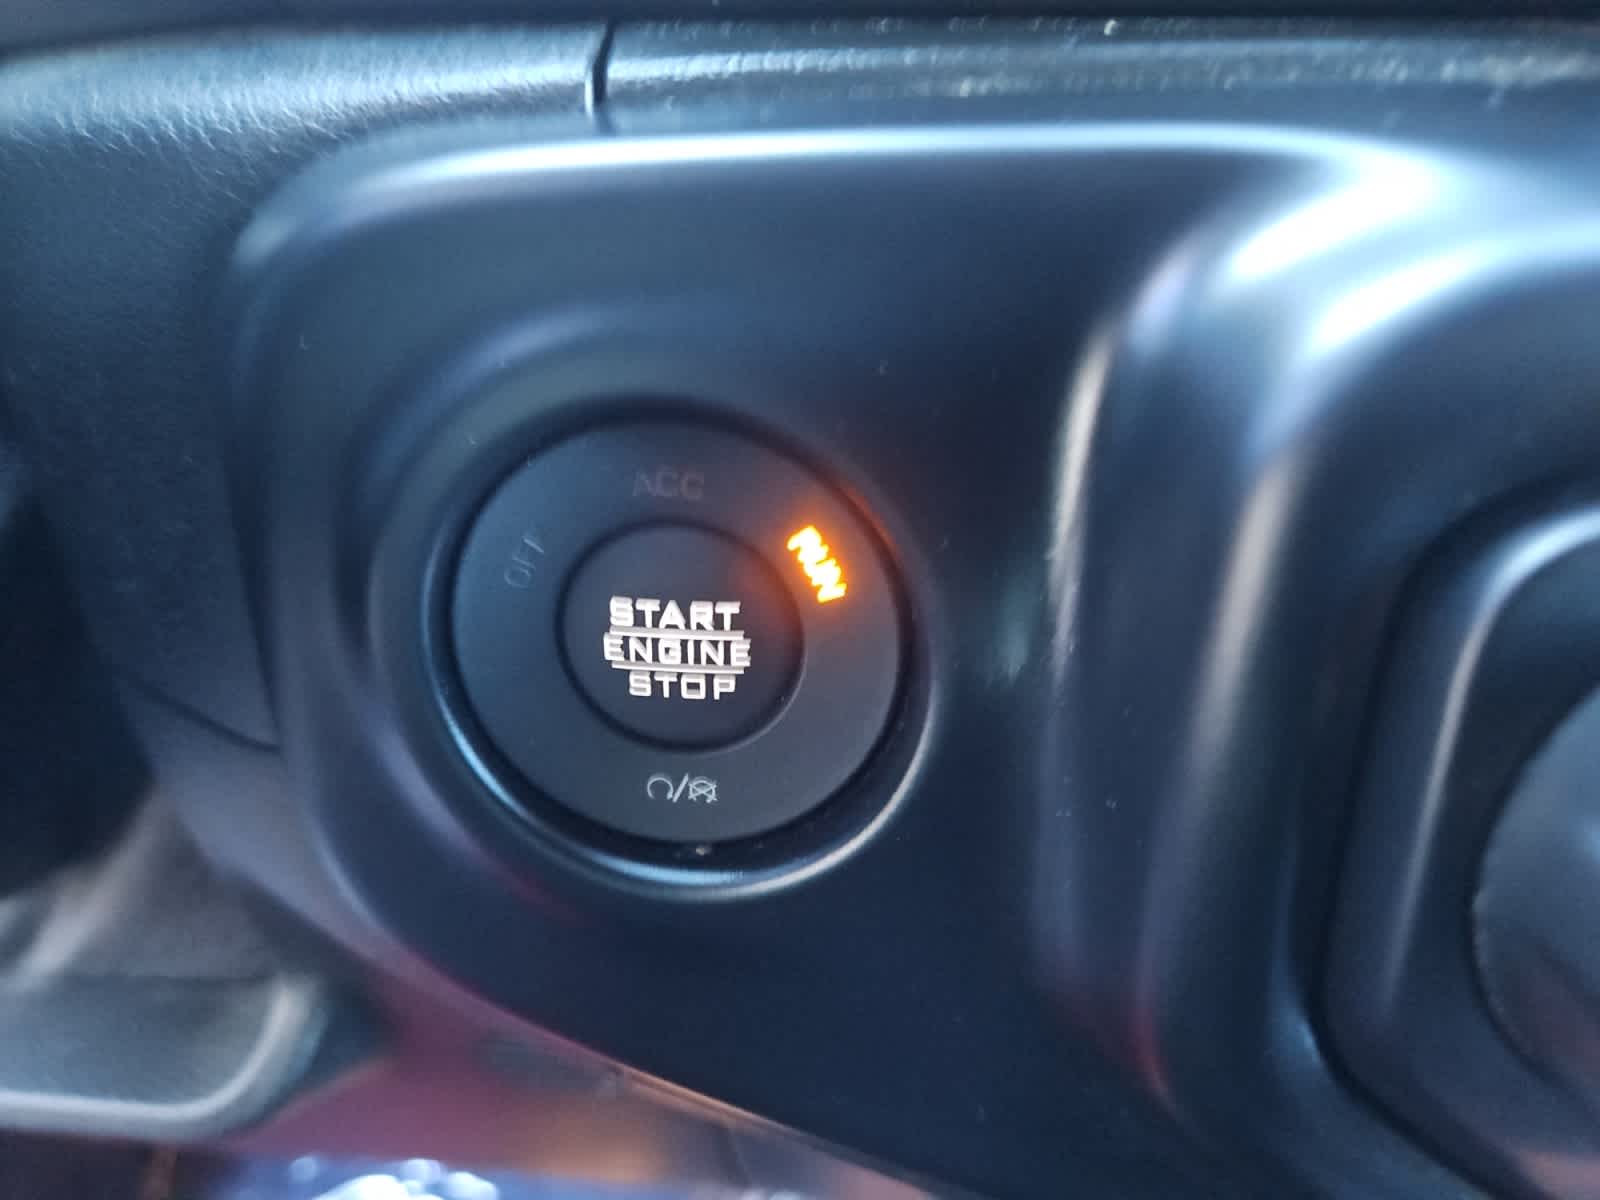 ACC
OFF
RUN
START
ENGINE
STOP